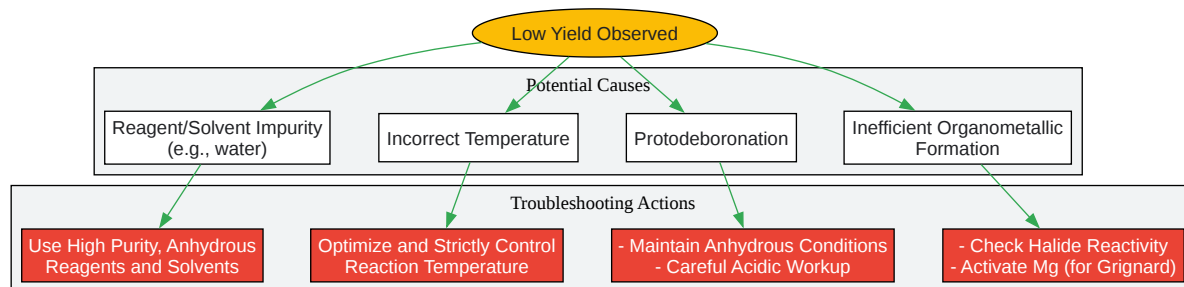 Low Yield Observed
Potential Causes
Reagent/Solvent Impurity
(e.g., water)
Incorrect Temperature
Protodeboronation
Inefficient Organometallic
Formation
Troubleshooting Actions
Use High Purity, Anhydrous
Reagents and Solvents
Optimize and Strictly Control
Reaction Temperature
- Maintain Anhydrous Conditions
- Careful Acidic Workup
- Check Halide Reactivity
- Activate Mg (for Grignard)